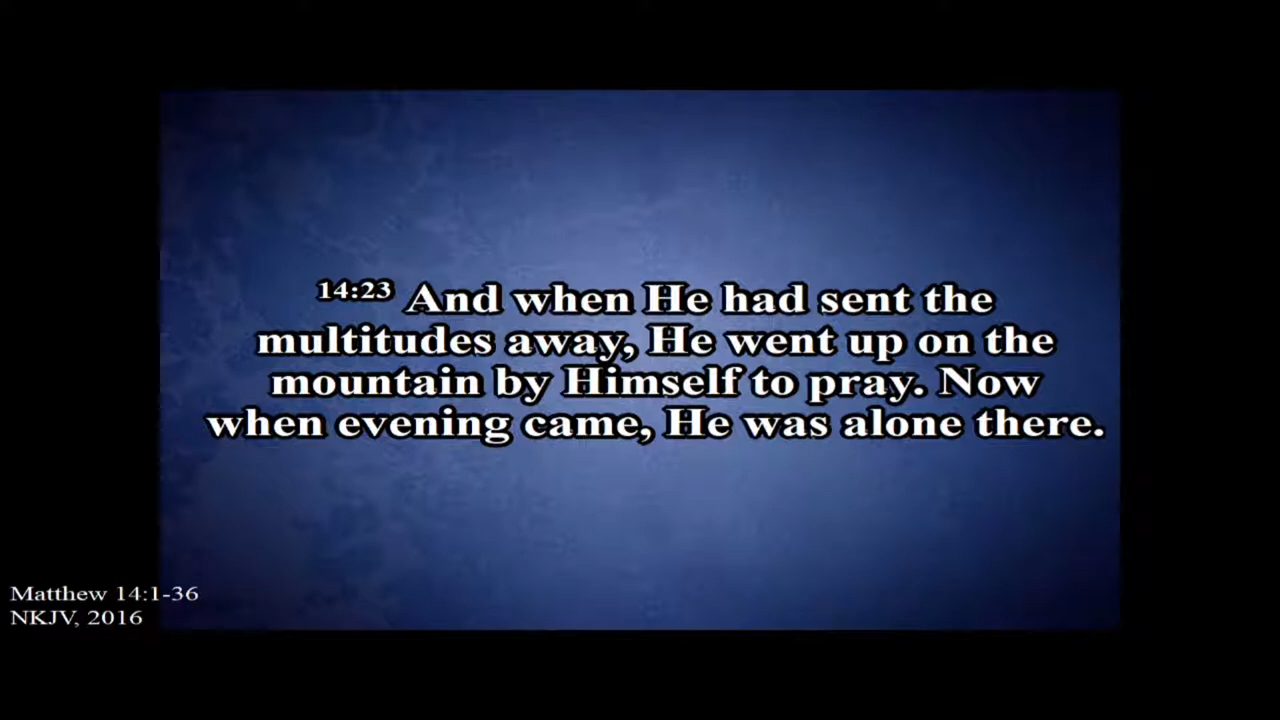 14:23 And when He had sent the
multitudes away, He went up on the
mountain by Himself to pray. Now
when evening came, He was alone there.
Matthew 14:1-36
NKJV, 2016